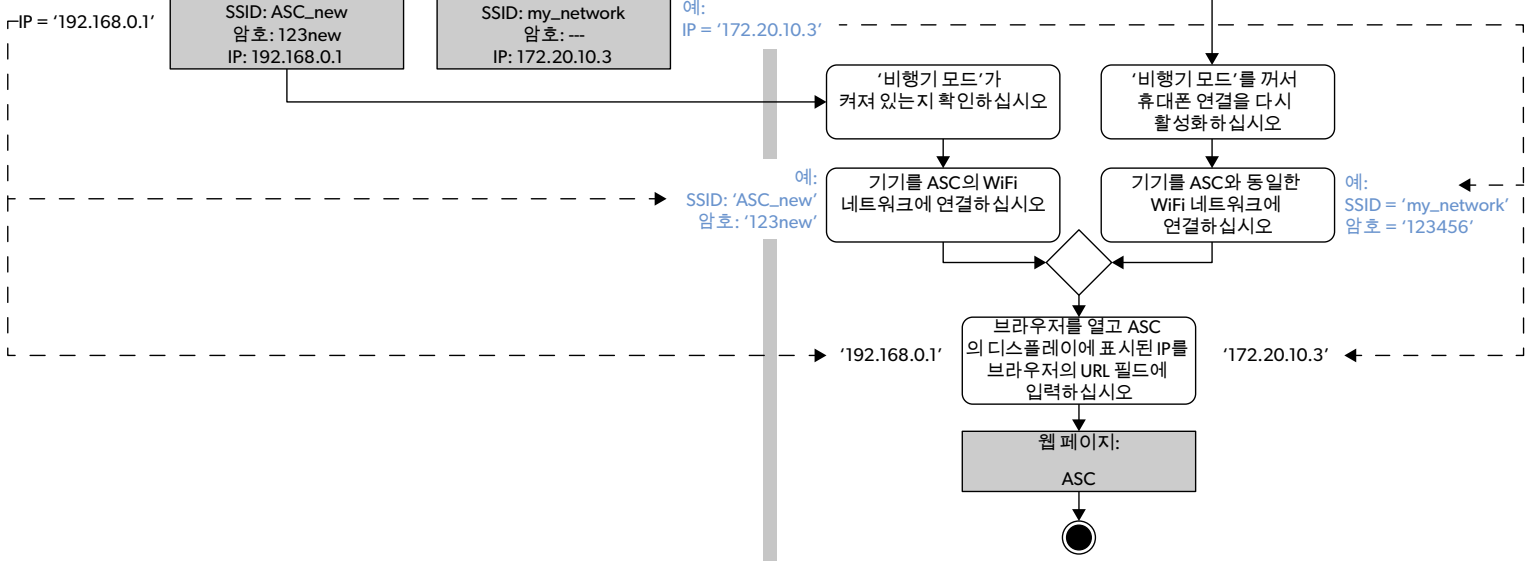 IP = '192.168.0.1'
SSID: ASC_new
암호: 123new
IP: 192.168.0.1
SSID: my_network
암호: ---
IP: 172.20.10.3
예:
IP = '172.20.10.3'
'비행기 모드'가
켜져 있는지 확인하십시오
'비행기 모드'를 꺼서
휴대폰 연결을 다시
활성화하십시오
예:
SSID: 'ASC_new'
암호: '123new'
기기를 ASC의 WiFi
네트워크에 연결하십시오
기기를 ASC와 동일한
WiFi 네트워크에
연결하십시오
예:
SSID = 'my_network'
암호 = '123456'
'192.168.0.1'
브라우저를 열고 ASC
의 디스플레이에 표시된 IP를
브라우저의 URL 필드에
입력하십시오
'172.20.10.3'
웹 페이지:
ASC